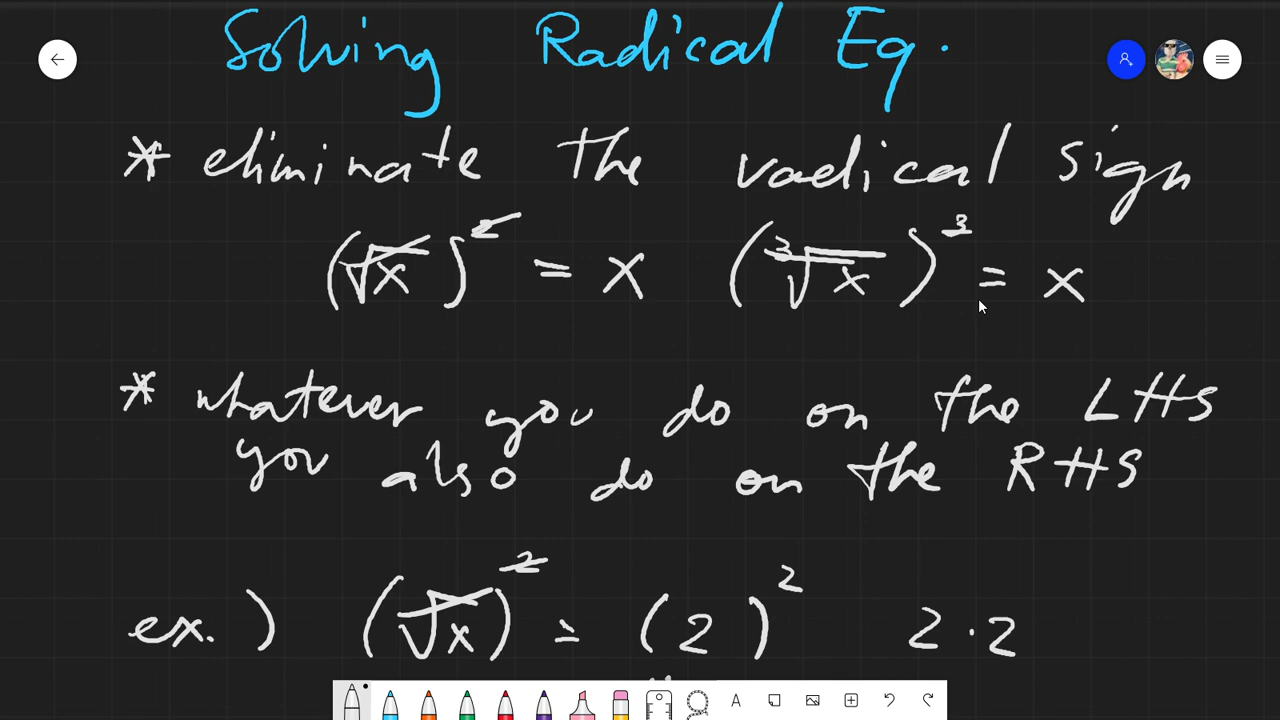 Solving Radical Eq.
* eliminate the radical sign
(√x)² = x (∛x)³ = x
* whatever you do on the LHS
you also do on the RHS
ex.) (√x)² = (2)² 2·2
A